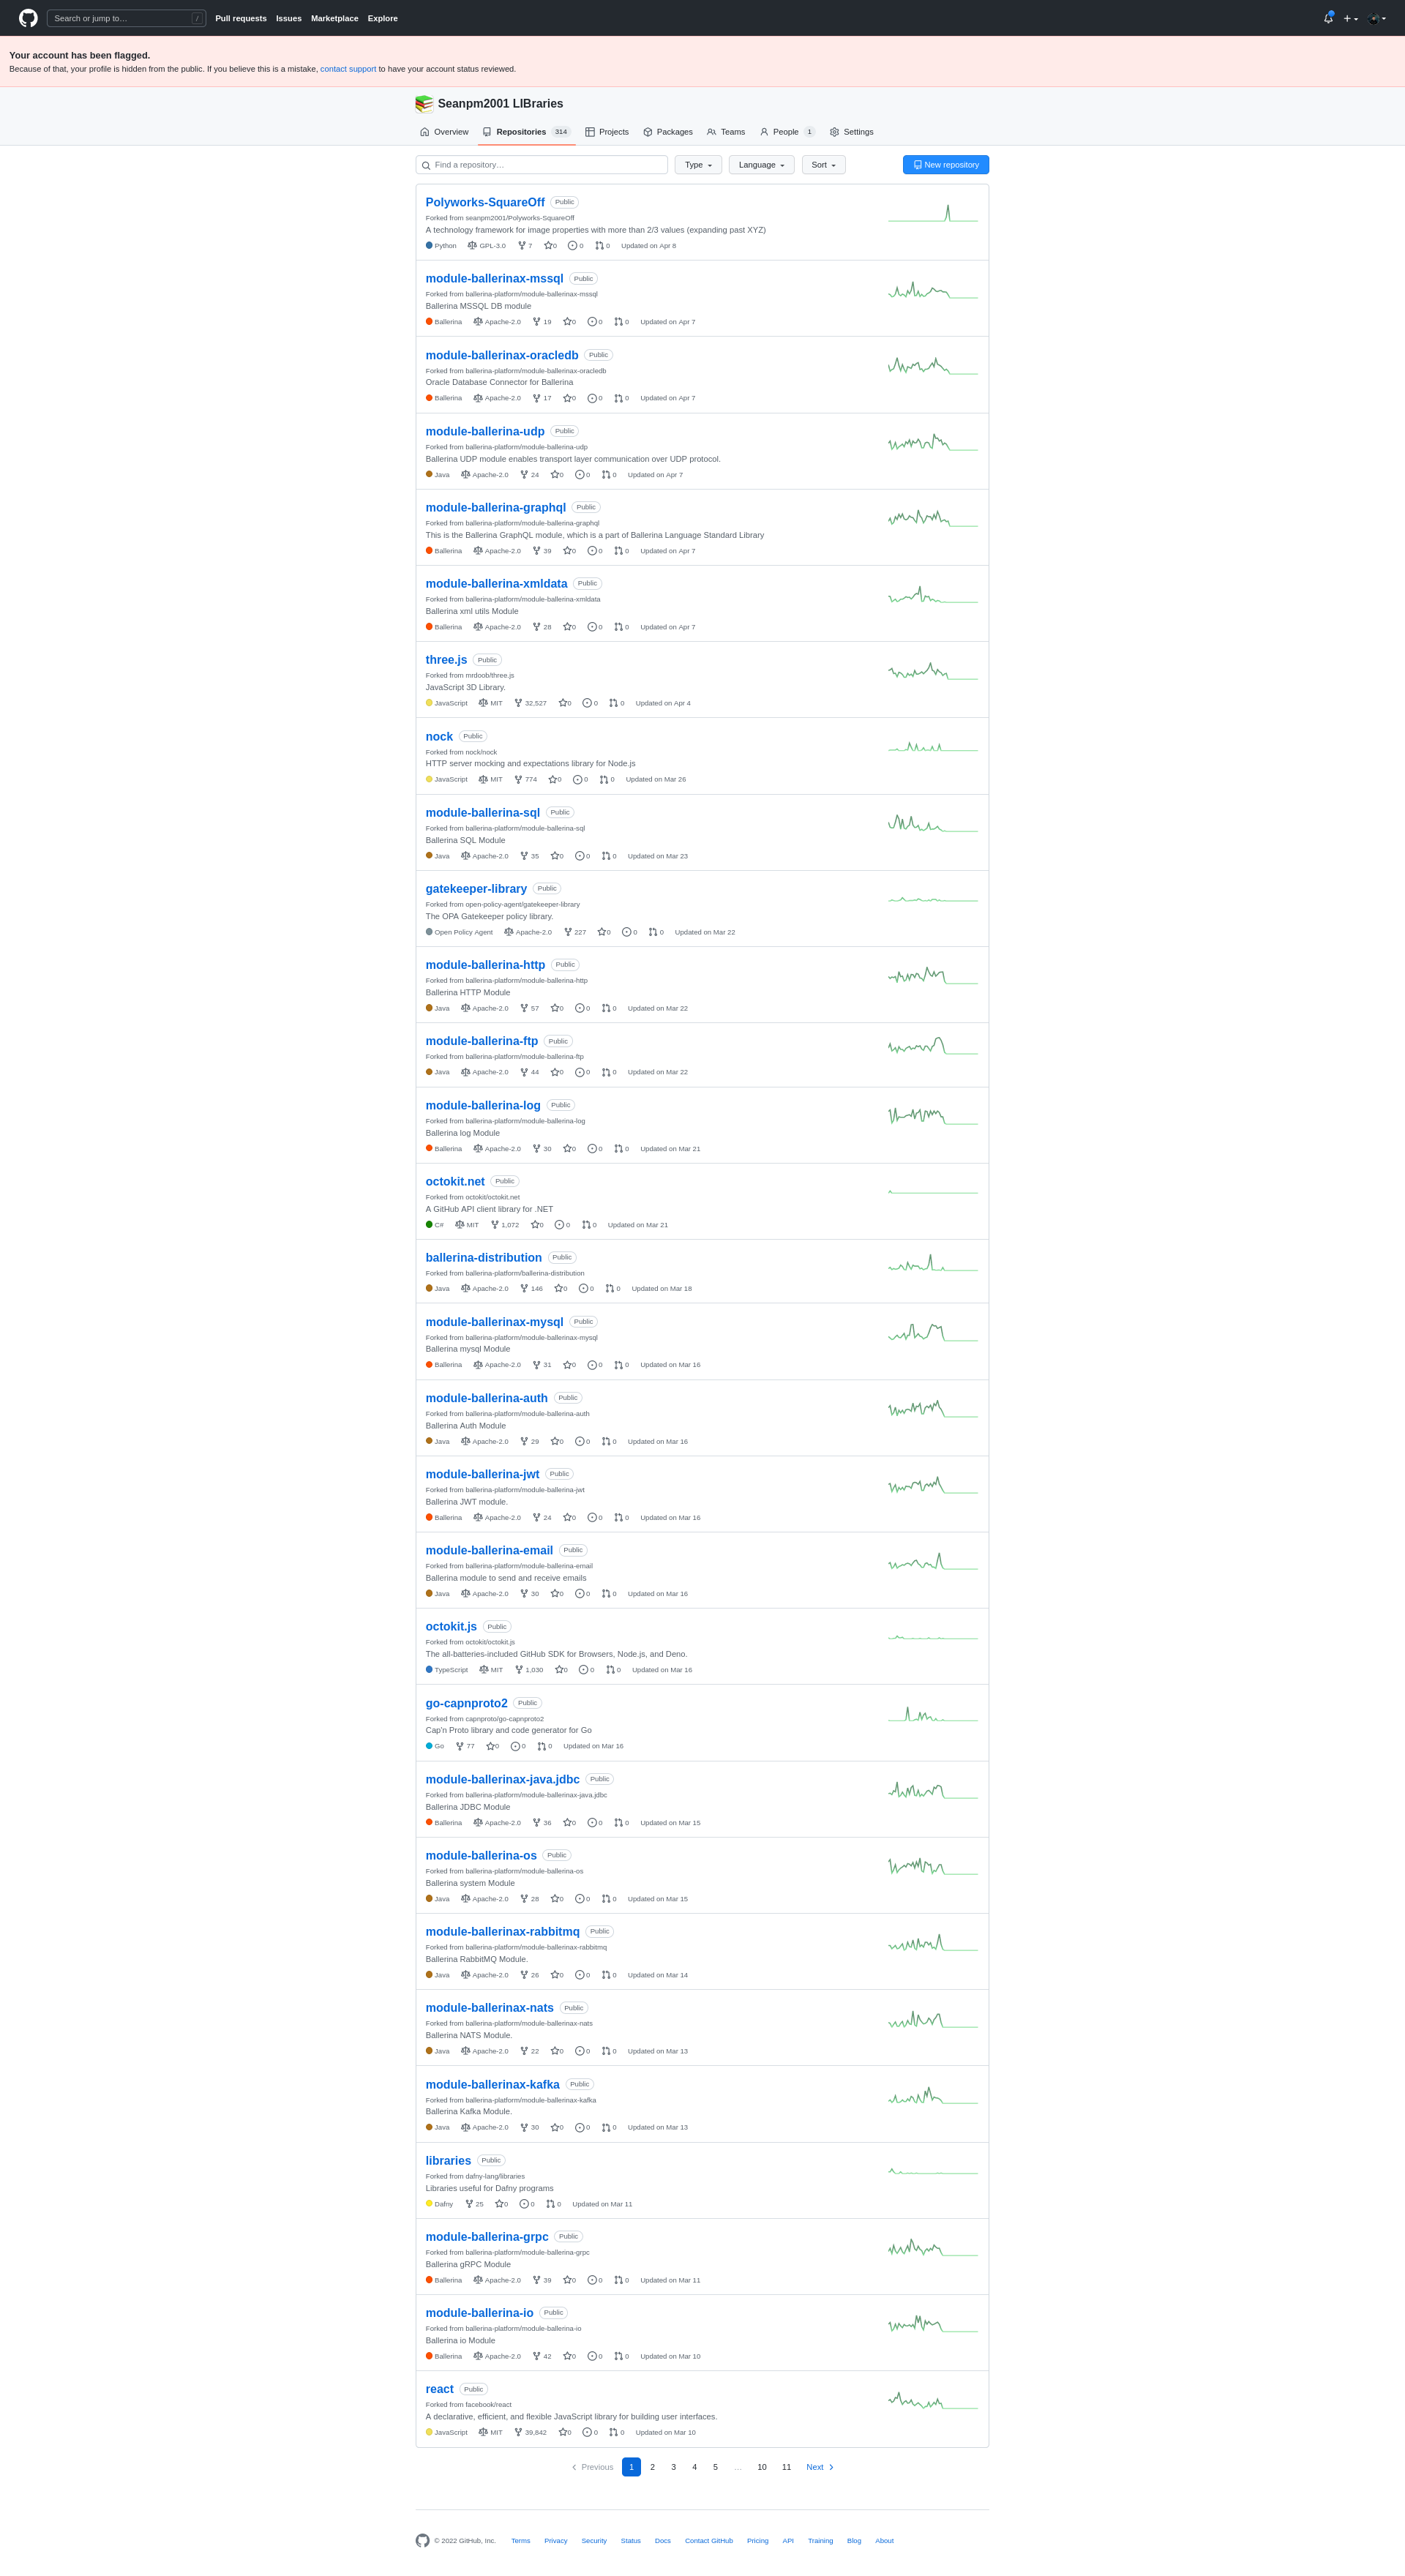 Search or jump to… /
Pull requests Issues Marketplace Explore
Your account has been flagged.
Because of that, your profile is hidden from the public. If you believe this is a mistake, contact support to have your account status reviewed.
Seanpm2001 LIBraries
Overview Repositories 314 Projects Packages Teams People 1 Settings
Find a repository… Type Language Sort New repository
Polyworks-SquareOff Public
Forked from seanpm2001/Polyworks-SquareOff
A technology framework for image properties with more than 2/3 values (expanding past XYZ)
Python GPL-3.0 7 0 0 0 Updated on Apr 8
module-ballerinax-mssql Public
Forked from ballerina-platform/module-ballerinax-mssql
Ballerina MSSQL DB module
Ballerina Apache-2.0 19 0 0 0 Updated on Apr 7
module-ballerinax-oracledb Public
Forked from ballerina-platform/module-ballerinax-oracledb
Oracle Database Connector for Ballerina
Ballerina Apache-2.0 17 0 0 0 Updated on Apr 7
module-ballerina-udp Public
Forked from ballerina-platform/module-ballerina-udp
Ballerina UDP module enables transport layer communication over UDP protocol.
Java Apache-2.0 24 0 0 0 Updated on Apr 7
module-ballerina-graphql Public
Forked from ballerina-platform/module-ballerina-graphql
This is the Ballerina GraphQL module, which is a part of Ballerina Language Standard Library
Ballerina Apache-2.0 39 0 0 0 Updated on Apr 7
module-ballerina-xmldata Public
Forked from ballerina-platform/module-ballerina-xmldata
Ballerina xml utils Module
Ballerina Apache-2.0 28 0 0 0 Updated on Apr 7
three.js Public
Forked from mrdoob/three.js
JavaScript 3D Library.
JavaScript MIT 32,527 0 0 0 Updated on Apr 4
nock Public
Forked from nock/nock
HTTP server mocking and expectations library for Node.js
JavaScript MIT 774 0 0 0 Updated on Mar 26
module-ballerina-sql Public
Forked from ballerina-platform/module-ballerina-sql
Ballerina SQL Module
Java Apache-2.0 35 0 0 0 Updated on Mar 23
gatekeeper-library Public
Forked from open-policy-agent/gatekeeper-library
The OPA Gatekeeper policy library.
Open Policy Agent Apache-2.0 227 0 0 0 Updated on Mar 22
module-ballerina-http Public
Forked from ballerina-platform/module-ballerina-http
Ballerina HTTP Module
Java Apache-2.0 57 0 0 0 Updated on Mar 22
module-ballerina-ftp Public
Forked from ballerina-platform/module-ballerina-ftp
Java Apache-2.0 44 0 0 0 Updated on Mar 22
module-ballerina-log Public
Forked from ballerina-platform/module-ballerina-log
Ballerina log Module
Ballerina Apache-2.0 30 0 0 0 Updated on Mar 21
octokit.net Public
Forked from octokit/octokit.net
A GitHub API client library for .NET
C# MIT 1,072 0 0 0 Updated on Mar 21
ballerina-distribution Public
Forked from ballerina-platform/ballerina-distribution
Java Apache-2.0 146 0 0 0 Updated on Mar 18
module-ballerinax-mysql Public
Forked from ballerina-platform/module-ballerinax-mysql
Ballerina mysql Module
Ballerina Apache-2.0 31 0 0 0 Updated on Mar 16
module-ballerina-auth Public
Forked from ballerina-platform/module-ballerina-auth
Ballerina Auth Module
Java Apache-2.0 29 0 0 0 Updated on Mar 16
module-ballerina-jwt Public
Forked from ballerina-platform/module-ballerina-jwt
Ballerina JWT module.
Ballerina Apache-2.0 24 0 0 0 Updated on Mar 16
module-ballerina-email Public
Forked from ballerina-platform/module-ballerina-email
Ballerina module to send and receive emails
Java Apache-2.0 30 0 0 0 Updated on Mar 16
octokit.js Public
Forked from octokit/octokit.js
The all-batteries-included GitHub SDK for Browsers, Node.js, and Deno.
TypeScript MIT 1,030 0 0 0 Updated on Mar 16
go-capnproto2 Public
Forked from capnproto/go-capnproto2
Cap'n Proto library and code generator for Go
Go 77 0 0 0 Updated on Mar 16
module-ballerinax-java.jdbc Public
Forked from ballerina-platform/module-ballerinax-java.jdbc
Ballerina JDBC Module
Ballerina Apache-2.0 36 0 0 0 Updated on Mar 15
module-ballerina-os Public
Forked from ballerina-platform/module-ballerina-os
Ballerina system Module
Java Apache-2.0 28 0 0 0 Updated on Mar 15
module-ballerinax-rabbitmq Public
Forked from ballerina-platform/module-ballerinax-rabbitmq
Ballerina RabbitMQ Module.
Java Apache-2.0 26 0 0 0 Updated on Mar 14
module-ballerinax-nats Public
Forked from ballerina-platform/module-ballerinax-nats
Ballerina NATS Module.
Java Apache-2.0 22 0 0 0 Updated on Mar 13
module-ballerinax-kafka Public
Forked from ballerina-platform/module-ballerinax-kafka
Ballerina Kafka Module.
Java Apache-2.0 30 0 0 0 Updated on Mar 13
libraries Public
Forked from dafny-lang/libraries
Libraries useful for Dafny programs
Dafny 25 0 0 0 Updated on Mar 11
module-ballerina-grpc Public
Forked from ballerina-platform/module-ballerina-grpc
Ballerina gRPC Module
Ballerina Apache-2.0 39 0 0 0 Updated on Mar 11
module-ballerina-io Public
Forked from ballerina-platform/module-ballerina-io
Ballerina io Module
Ballerina Apache-2.0 42 0 0 0 Updated on Mar 10
react Public
Forked from facebook/react
A declarative, efficient, and flexible JavaScript library for building user interfaces.
JavaScript MIT 39,842 0 0 0 Updated on Mar 10
Previous 1 2 3 4 5 … 10 11 Next
© 2022 GitHub, Inc. Terms Privacy Security Status Docs Contact GitHub Pricing API Training Blog About